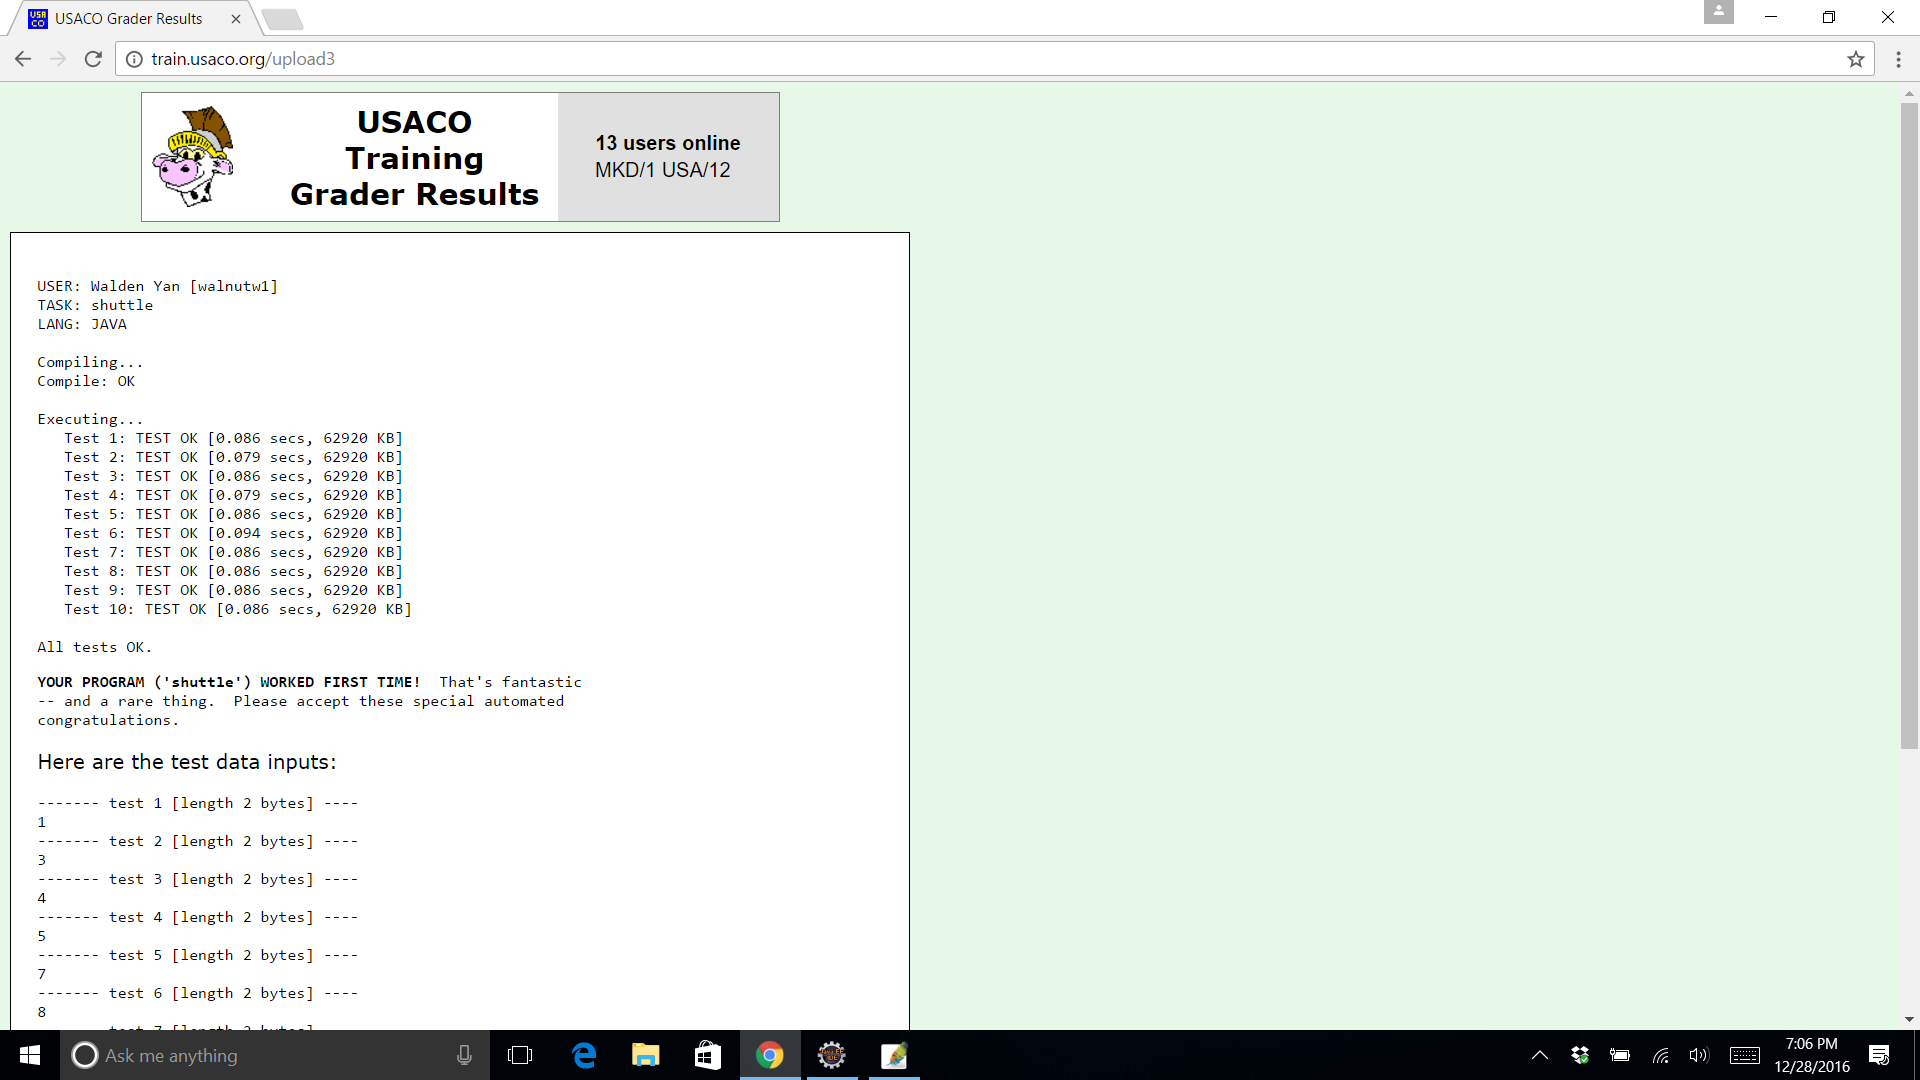 USACO Grader Results
train.usaco.org/upload3
USACO
Training
Grader Results
13 users online
MKD/1 USA/12
USER: Walden Yan [walnutw1]
TASK: shuttle
LANG: JAVA
Compiling...
Compile: OK
Executing...
Test 1: TEST OK [0.086 secs, 62920 KB]
Test 2: TEST OK [0.079 secs, 62920 KB]
Test 3: TEST OK [0.086 secs, 62920 KB]
Test 4: TEST OK [0.079 secs, 62920 KB]
Test 5: TEST OK [0.086 secs, 62920 KB]
Test 6: TEST OK [0.094 secs, 62920 KB]
Test 7: TEST OK [0.086 secs, 62920 KB]
Test 8: TEST OK [0.086 secs, 62920 KB]
Test 9: TEST OK [0.086 secs, 62920 KB]
Test 10: TEST OK [0.086 secs, 62920 KB]
All tests OK.
YOUR PROGRAM ('shuttle') WORKED FIRST TIME!  That's fantastic
-- and a rare thing.  Please accept these special automated
congratulations.
Here are the test data inputs:
------- test 1 [length 2 bytes] ----
1
------- test 2 [length 2 bytes] ----
3
------- test 3 [length 2 bytes] ----
4
------- test 4 [length 2 bytes] ----
5
------- test 5 [length 2 bytes] ----
7
------- test 6 [length 2 bytes] ----
8
------- test 7 [length 2 bytes] ----
Ask me anything
7:06 PM
12/28/2016